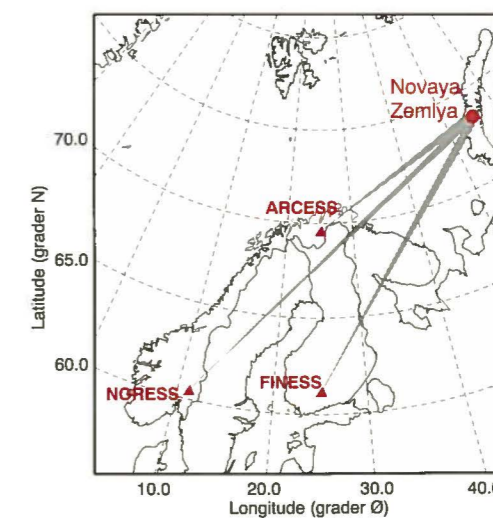 Novaya
Zemlya
70.0
ARCESS
65.0
Latitude (grader N)
60.0
NORESS
FINESS
10.0
20.0
30.0
40.0
Longitude (grader Ø)